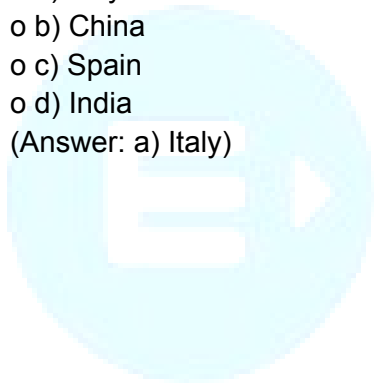 o b) China
o c) Spain
o d) India
(Answer: a) Italy)